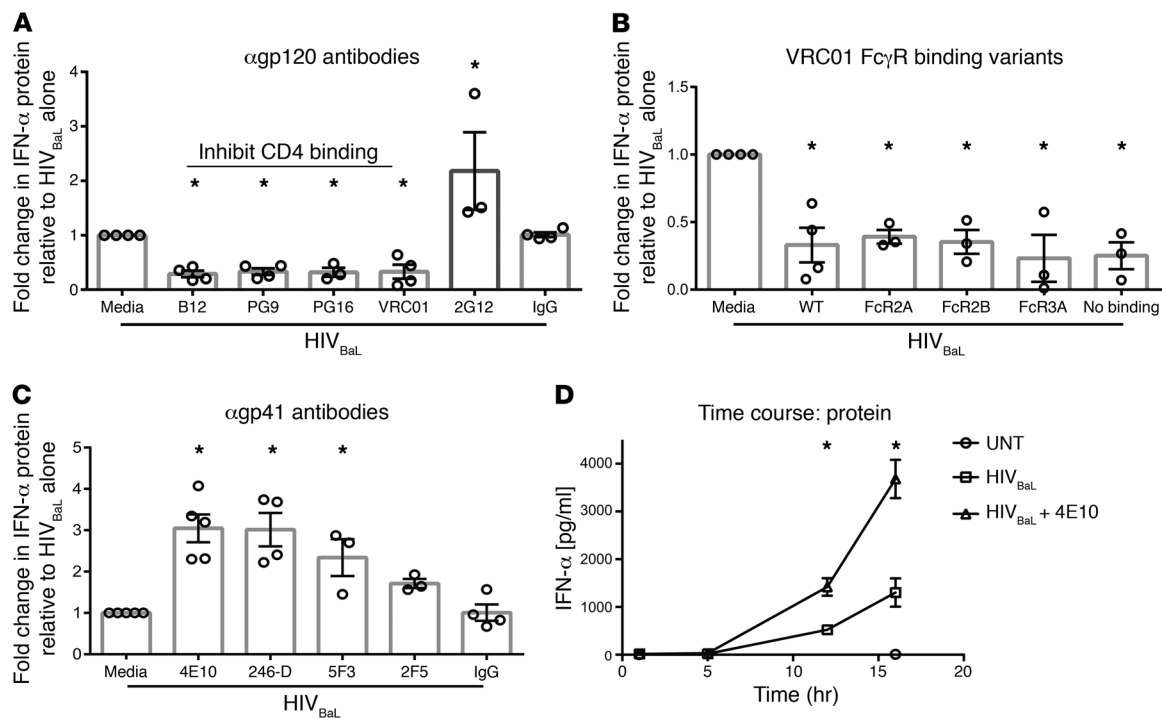 A
αgp120 antibodies
Fold change in IFN-α protein
relative to HIVBaL alone
4
3
2
1
0
Inhibit CD4 binding
* * * * *
Media B12 PG9 PG16 VRC01 2G12 IgG
HIVBaL
B
VRC01 FcγR binding variants
Fold change in IFN-α protein
relative to HIVBaL alone
1.5
1.0
0.5
0.0
* * * * *
Media WT FcR2A FcR2B FcR3A No binding
HIVBaL
C
αgp41 antibodies
Fold change in IFN-α protein
relative to HIVBaL alone
5
4
3
2
1
0
* * *
Media 4E10 246-D 5F3 2F5 IgG
HIVBaL
D
Time course: protein
IFN-α [pg/ml]
4000
3000
2000
1000
0
* *
0 5 10 15 20
Time (hr)
UNT
HIVBaL
HIVBaL + 4E10